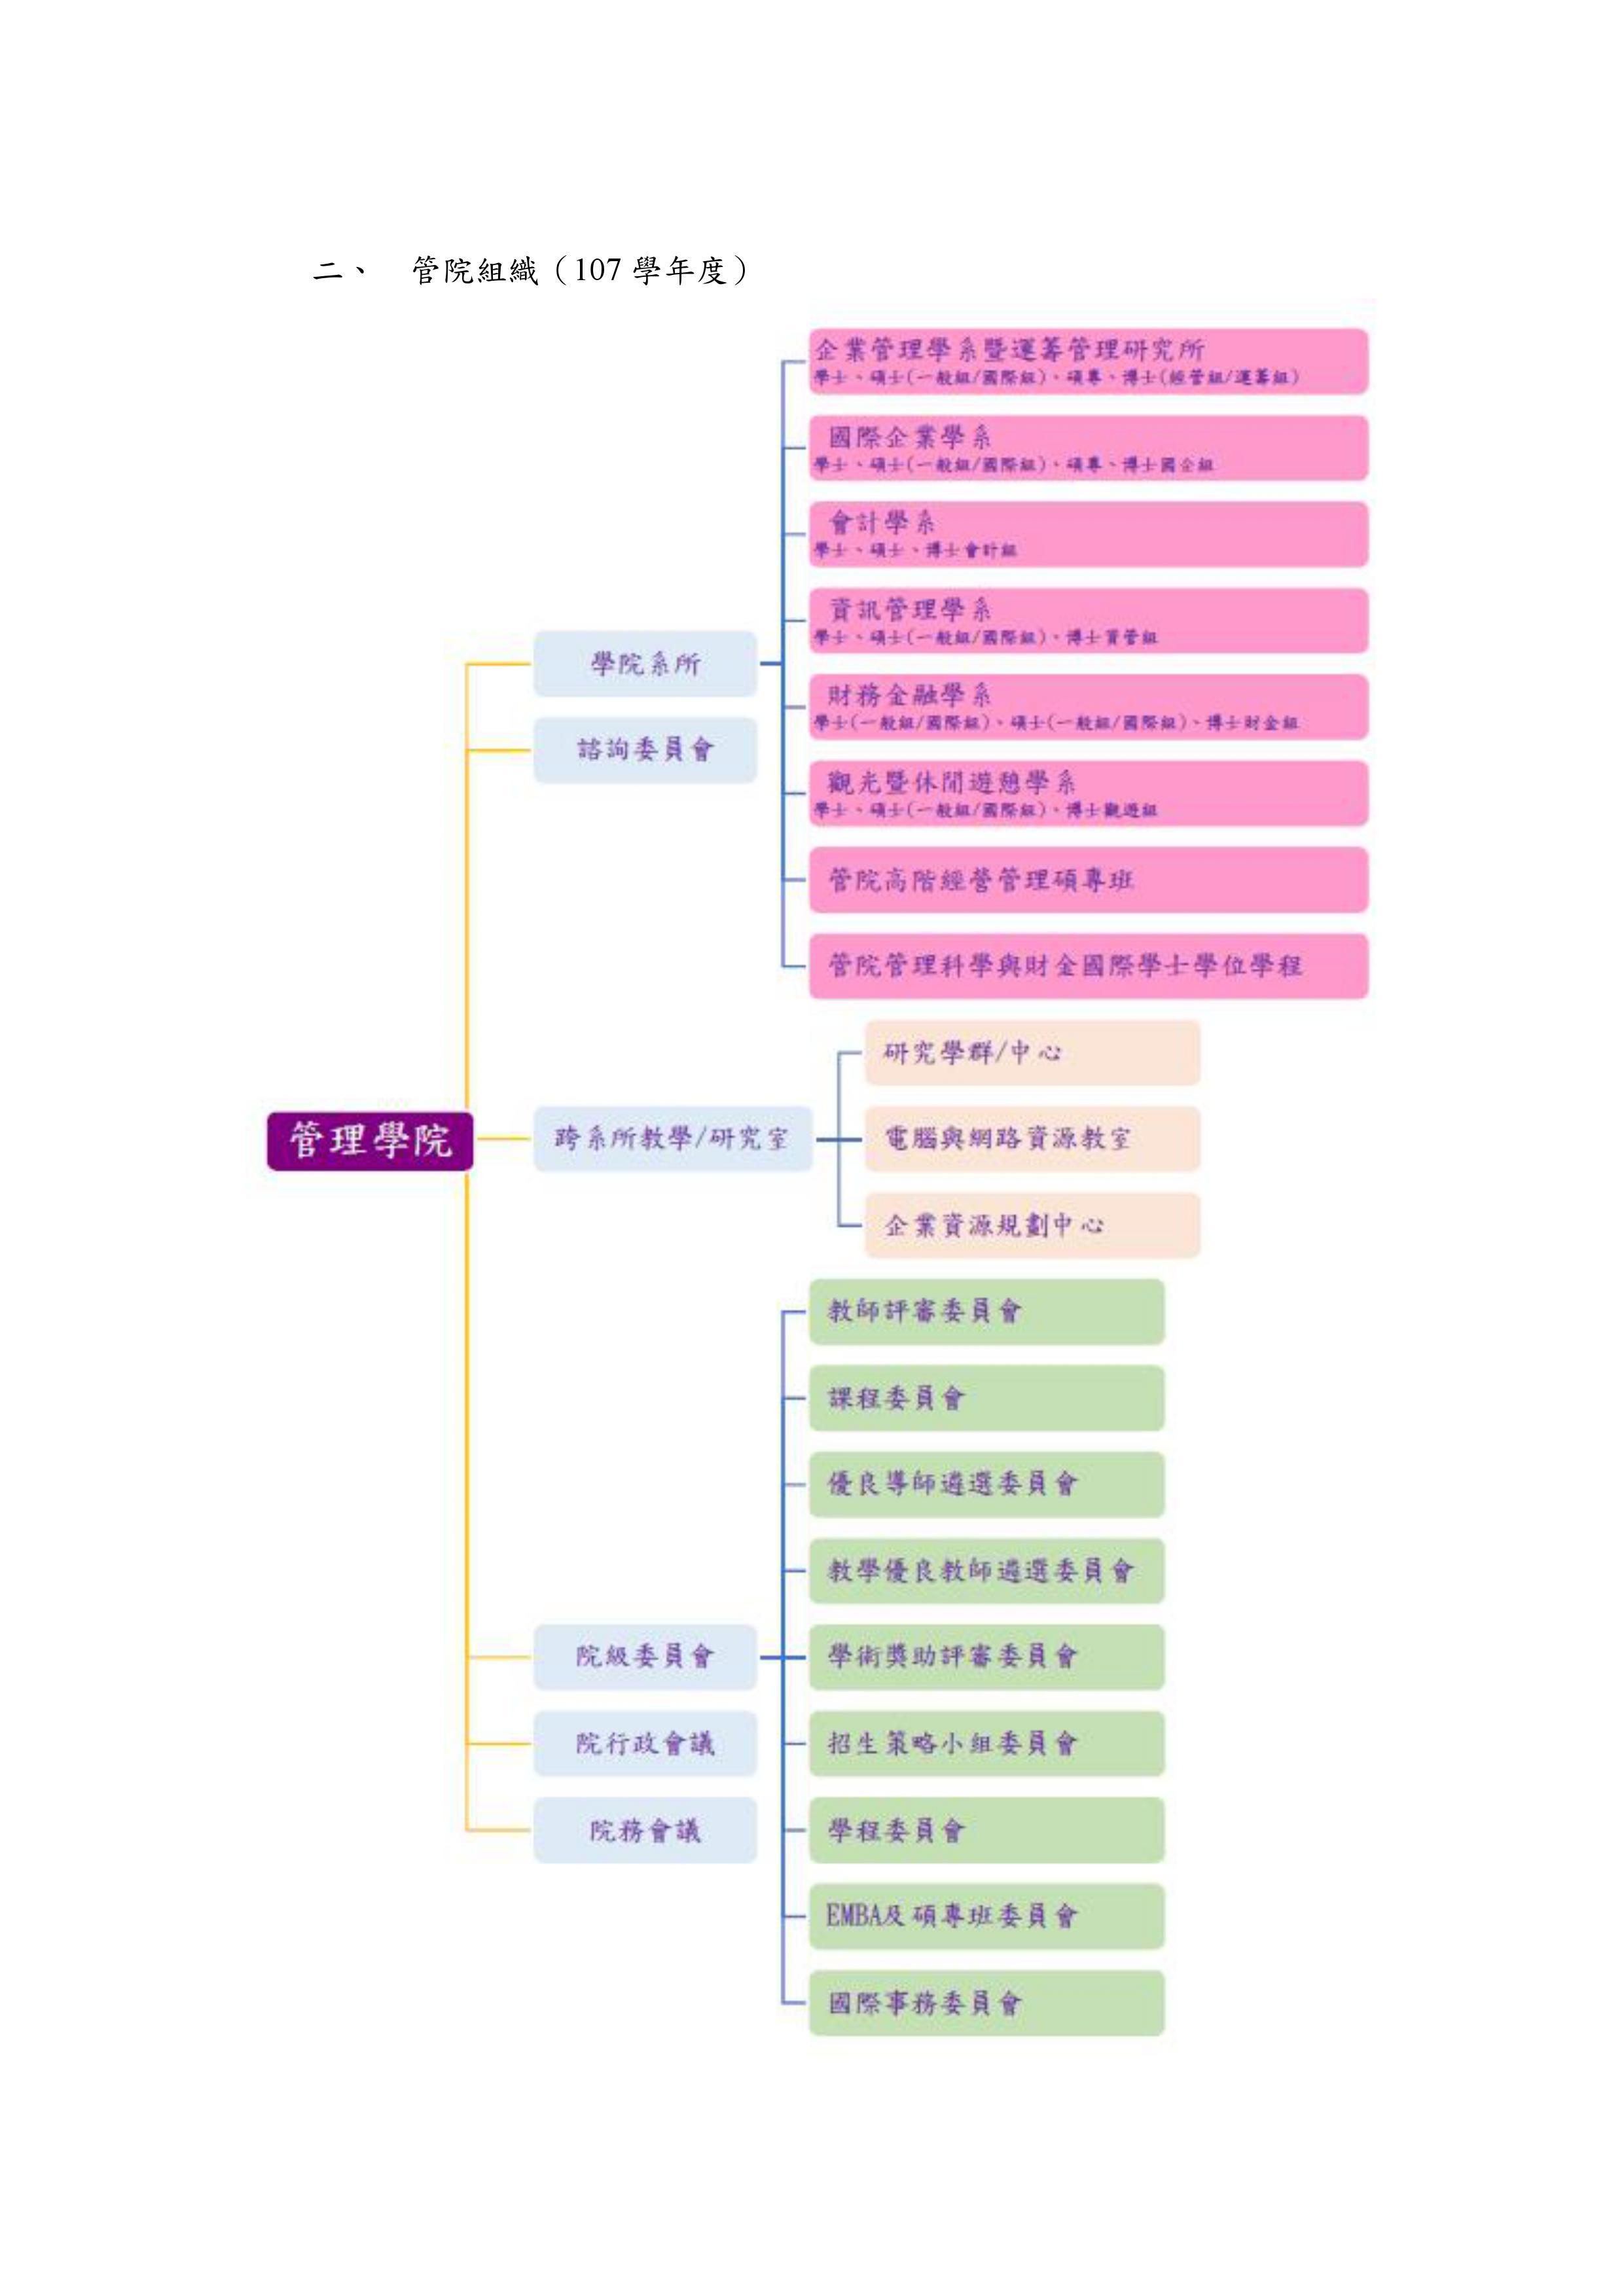 二、 管院組織（107 學年度）
企業管理學系暨運籌管理研究所
學士、碩士(一般組/國際組)、碩專、博士(經管組/運籌組)
國際企業學系
學士、碩士(一般組/國際組)、碩專、博士國企組
會計學系
學士、碩士、博士會計組
資訊管理學系
學士、碩士(一般組/國際組)、博士資管組
學院系所
財務金融學系
學士(一般組/國際組)、碩士(一般組/國際組)、博士財金組
諮詢委員會
觀光暨休閒遊憩學系
學士、碩士(一般組/國際組)、博士觀遊組
管院高階經營管理碩專班
管院管理科學與財金國際學士學位學程
研究學群/中心
管理學院
跨系所教學/研究室
電腦與網路資源教室
企業資源規劃中心
教師評審委員會
課程委員會
優良導師遴選委員會
教學優良教師遴選委員會
院級委員會
學術獎助評審委員會
院行政會議
招生策略小組委員會
院務會議
學程委員會
EMBA及碩專班委員會
國際事務委員會